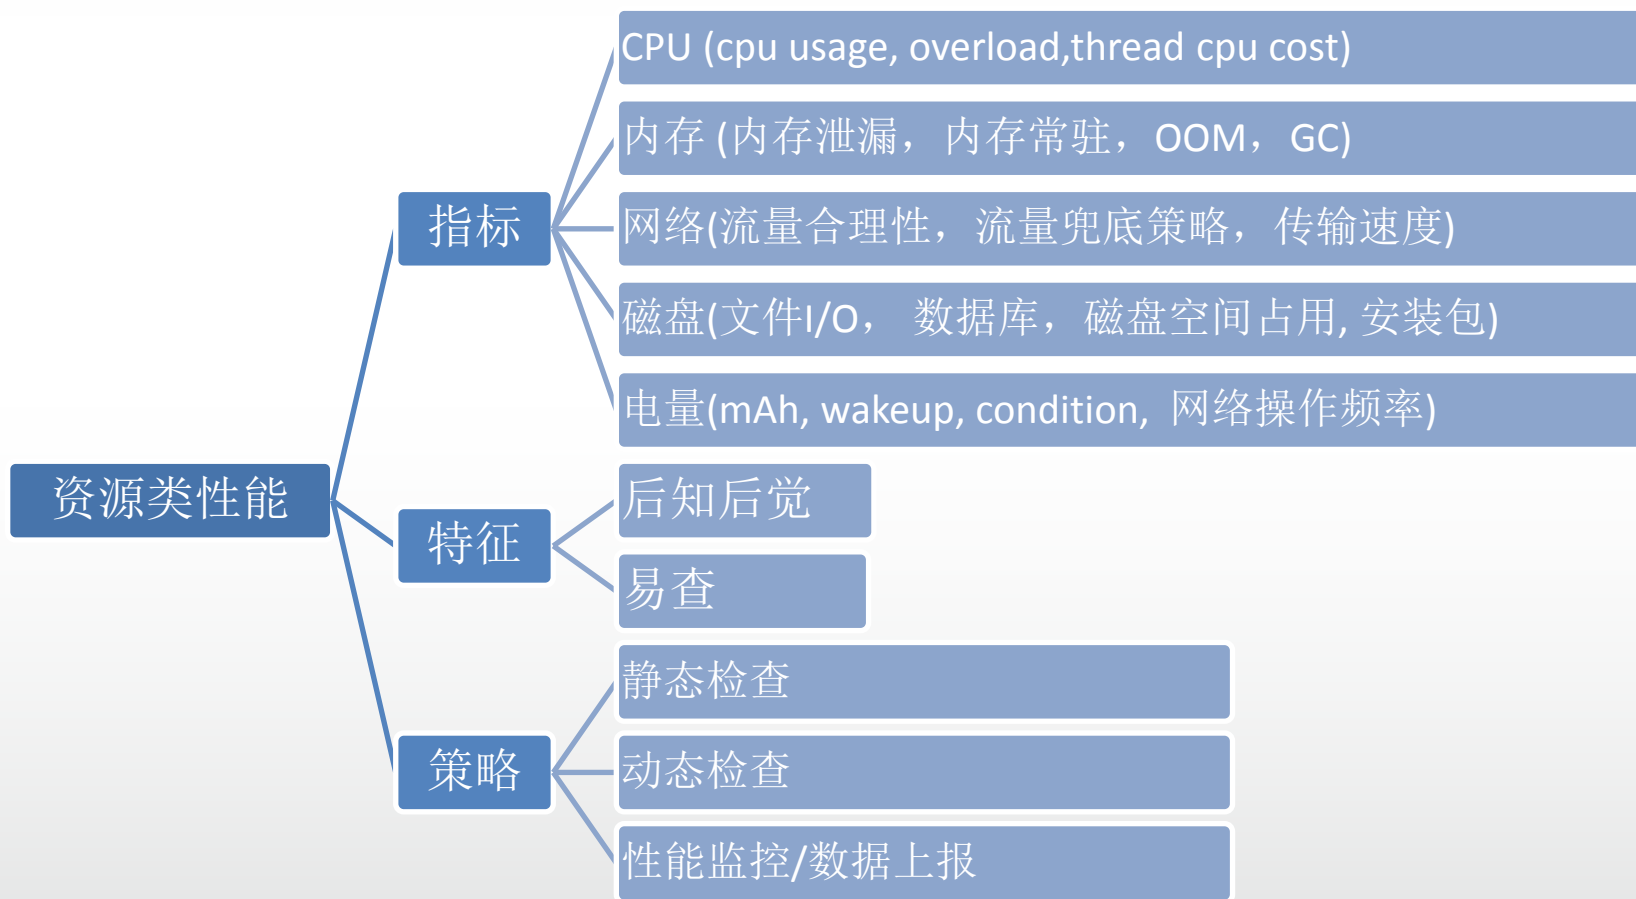 资源类性能
指标
CPU (cpu usage, overload,thread cpu cost)
内存 (内存泄漏，内存常驻，OOM，GC)
网络(流量合理性，流量兜底策略，传输速度)
磁盘(文件I/O， 数据库，磁盘空间占用, 安装包)
电量(mAh, wakeup, condition, 网络操作频率)
特征
后知后觉
易查
策略
静态检查
动态检查
性能监控/数据上报